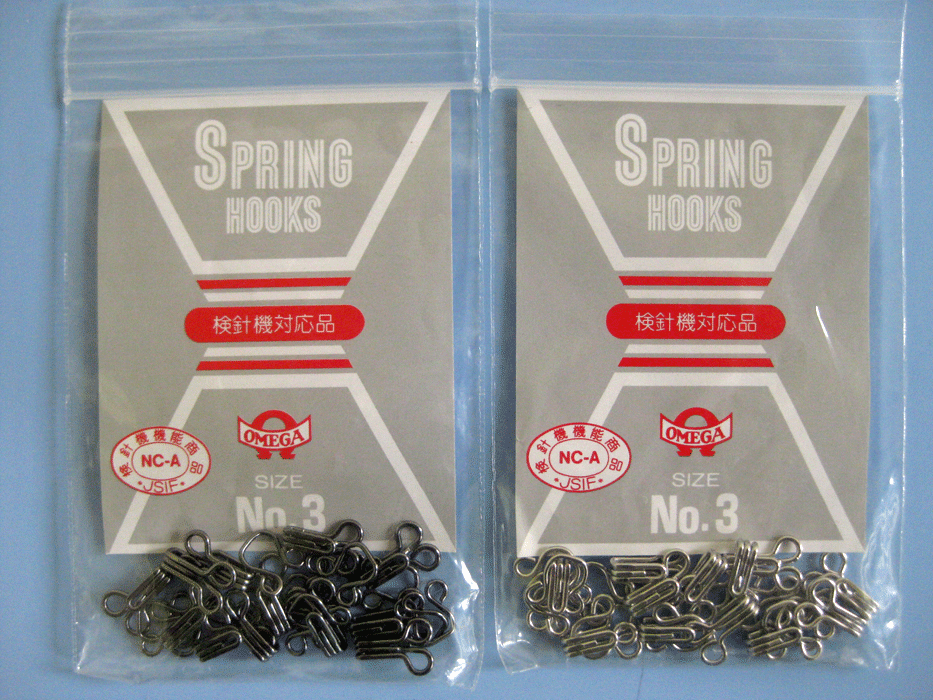 SPRING
HOOKS
検針機対応品
OMEGA
検針機機能商品
NC-A
・JSIF・
SIZE
No.3
SPRING
HOOKS
検針機対応品
OMEGA
検針機機能商品
NC-A
・JSIF・
SIZE
No.3